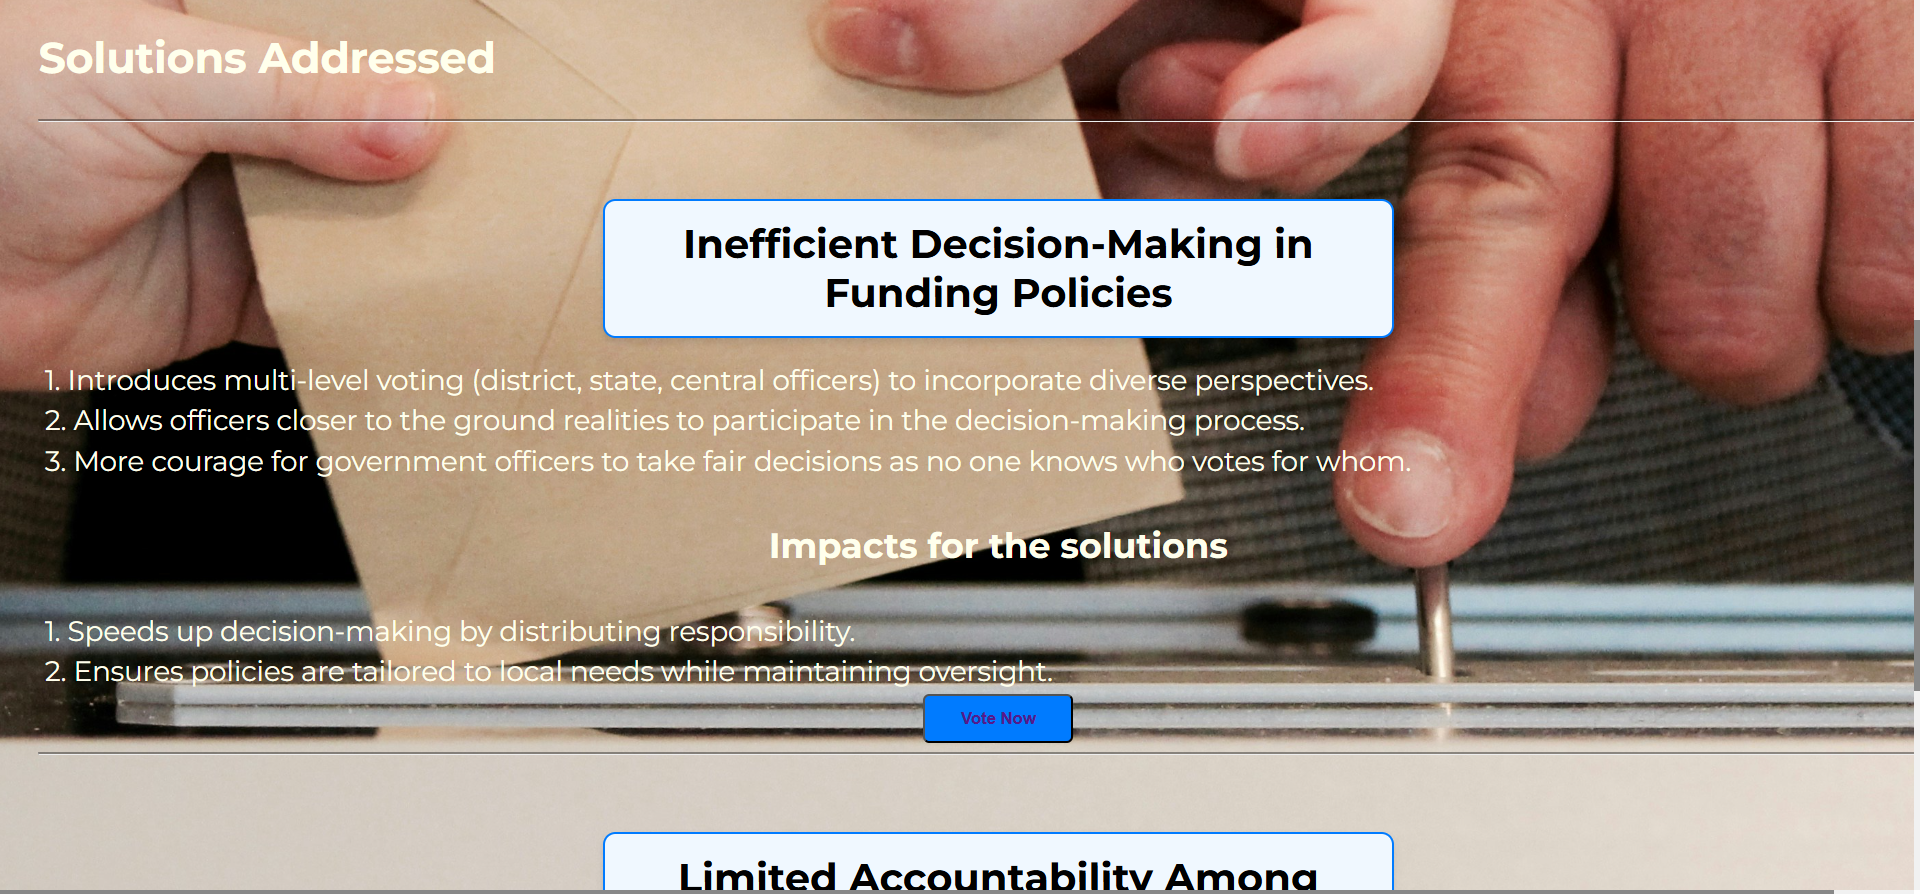 Solutions Addressed
Inefficient Decision-Making in
Funding Policies
1. Introduces multi-level voting (district, state, central officers) to incorporate diverse perspectives.
2. Allows officers closer to the ground realities to participate in the decision-making process.
3. More courage for government officers to take fair decisions as no one knows who votes for whom.
Impacts for the solutions
1. Speeds up decision-making by distributing responsibility.
2. Ensures policies are tailored to local needs while maintaining oversight.
Vote Now
Limited Accountability Among